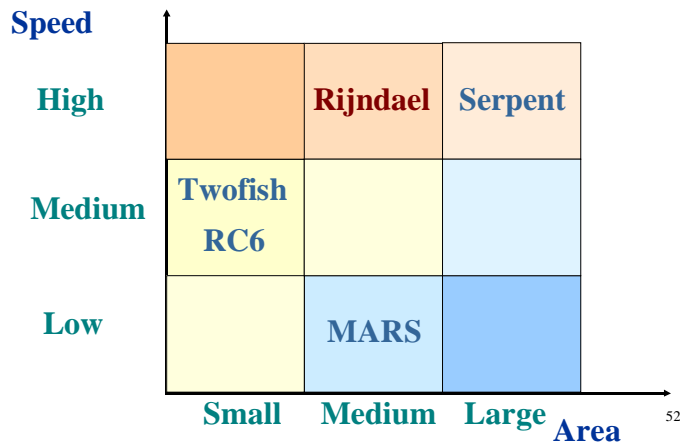 Speed
High
Rijndael
Serpent
Medium
Twofish
RC6
Low
MARS
Small
Medium
Large
Area
52